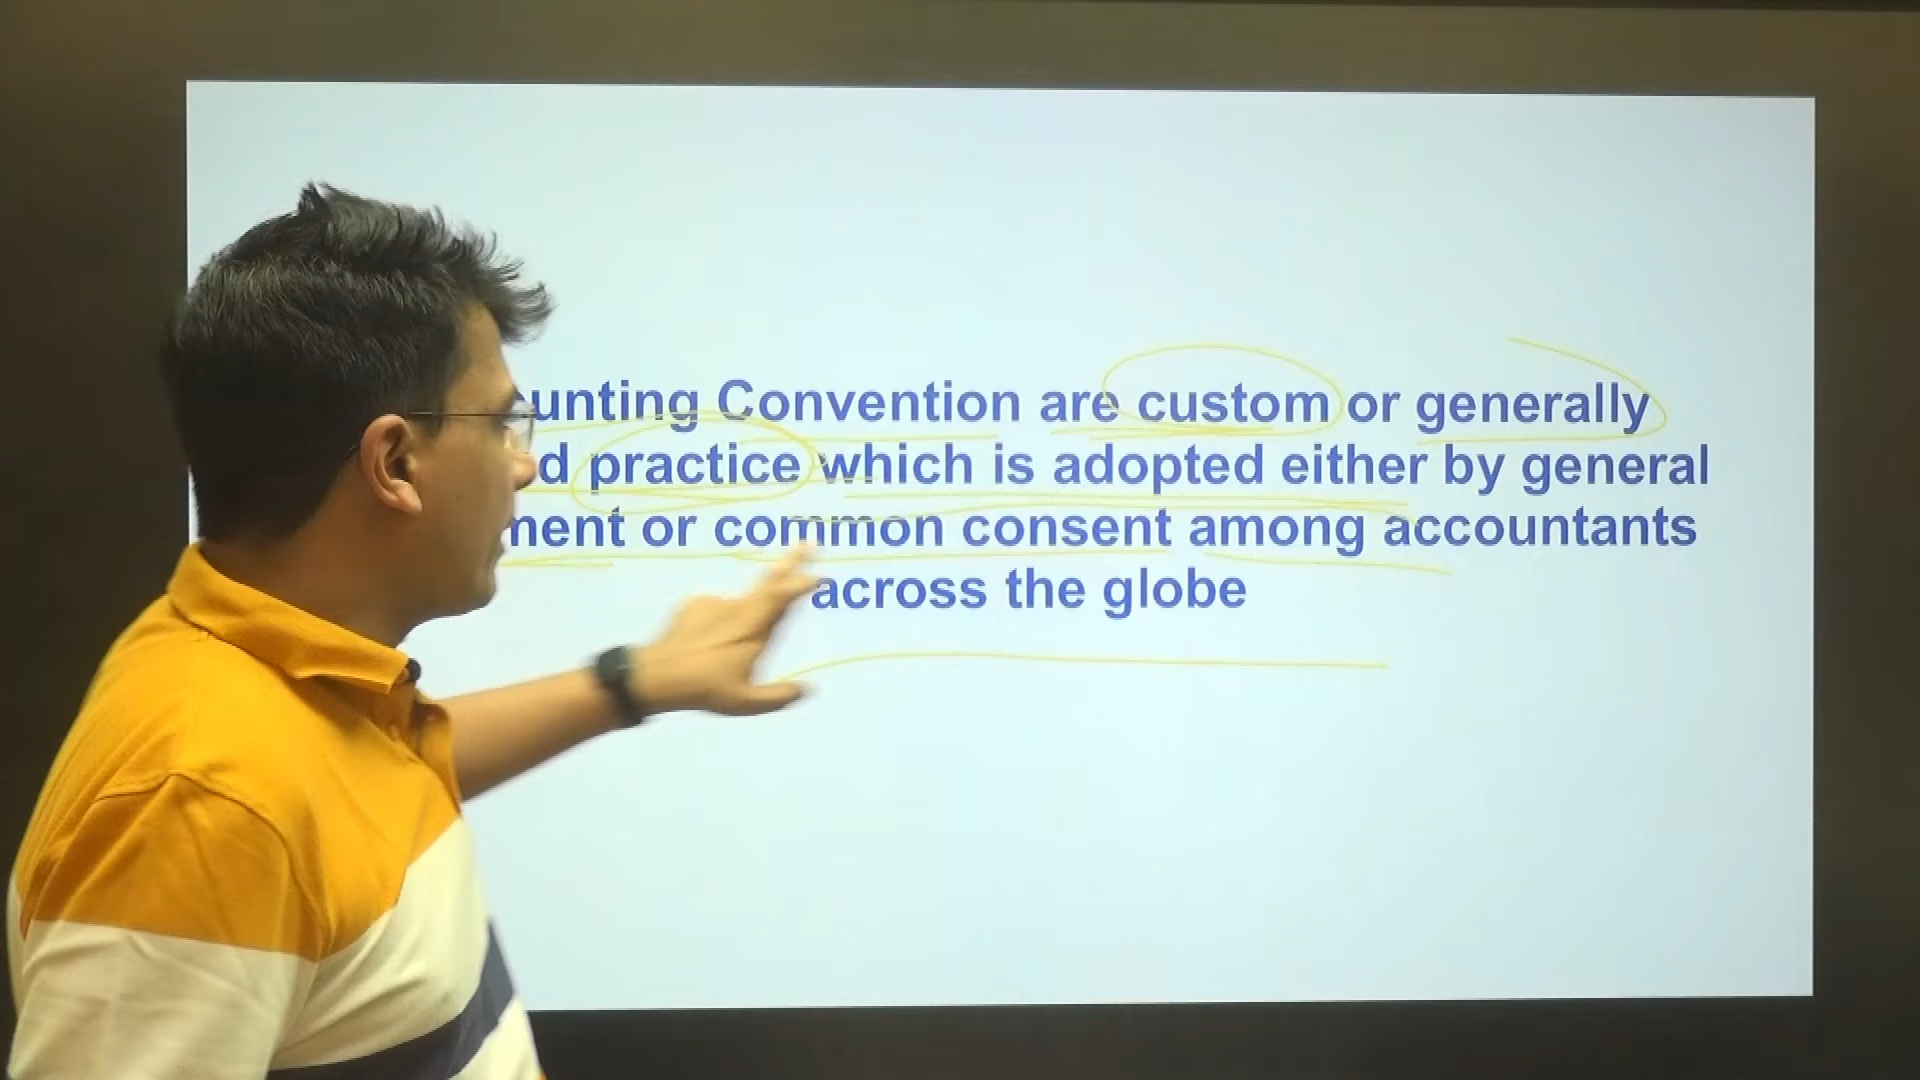 unting Convention are custom or generally
d practice which is adopted either by general
ment or common consent among accountants
across the globe